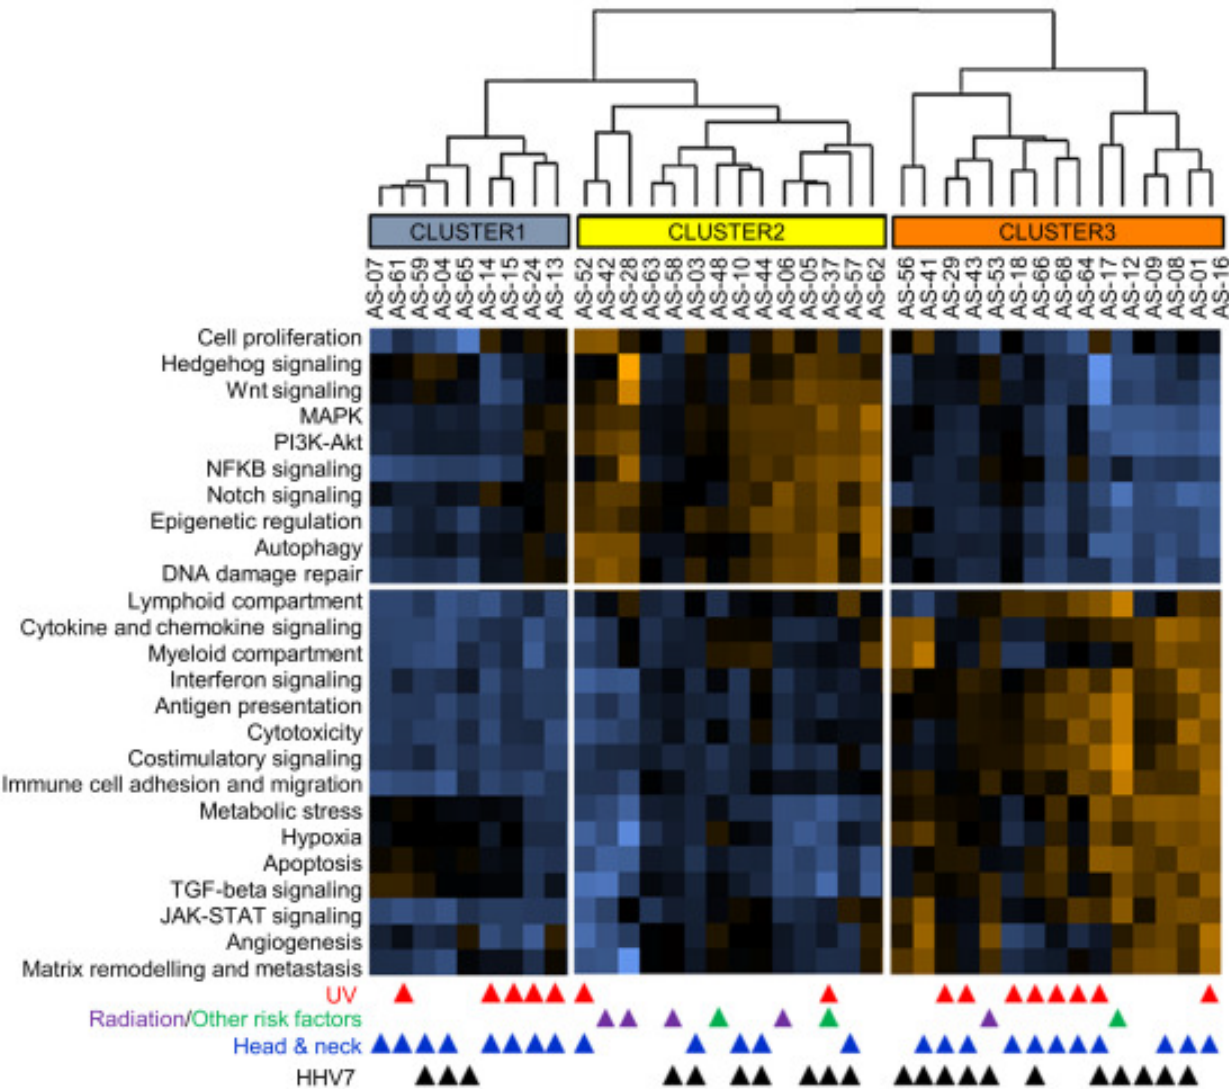 CLUSTER1 CLUSTER2 CLUSTER3
AS-07 AS-61 AS-59 AS-04 AS-65 AS-14 AS-15 AS-24 AS-13 AS-52 AS-42 AS-28 AS-63 AS-58 AS-03 AS-48 AS-10 AS-44 AS-06 AS-05 AS-37 AS-57 AS-62 AS-56 AS-41 AS-29 AS-43 AS-53 AS-18 AS-66 AS-68 AS-64 AS-17 AS-12 AS-09 AS-08 AS-01 AS-16
Cell proliferation
Hedgehog signaling
Wnt signaling
MAPK
PI3K-Akt
NFKB signaling
Notch signaling
Epigenetic regulation
Autophagy
DNA damage repair
Lymphoid compartment
Cytokine and chemokine signaling
Myeloid compartment
Interferon signaling
Antigen presentation
Cytotoxicity
Costimulatory signaling
Immune cell adhesion and migration
Metabolic stress
Hypoxia
Apoptosis
TGF-beta signaling
JAK-STAT signaling
Angiogenesis
Matrix remodelling and metastasis
UV
Radiation/Other risk factors
Head & neck
HHV7